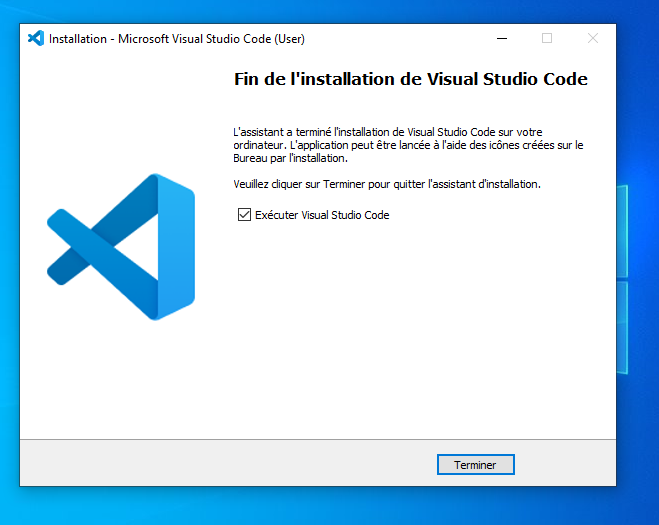 Installation - Microsoft Visual Studio Code (User)
Fin de l'installation de Visual Studio Code
L'assistant a terminé l'installation de Visual Studio Code sur votre
ordinateur. L'application peut être lancée à l'aide des icônes créées sur le
Bureau par l'installation.
Veuillez cliquer sur Terminer pour quitter l'assistant d'installation.
Exécuter Visual Studio Code
Terminer